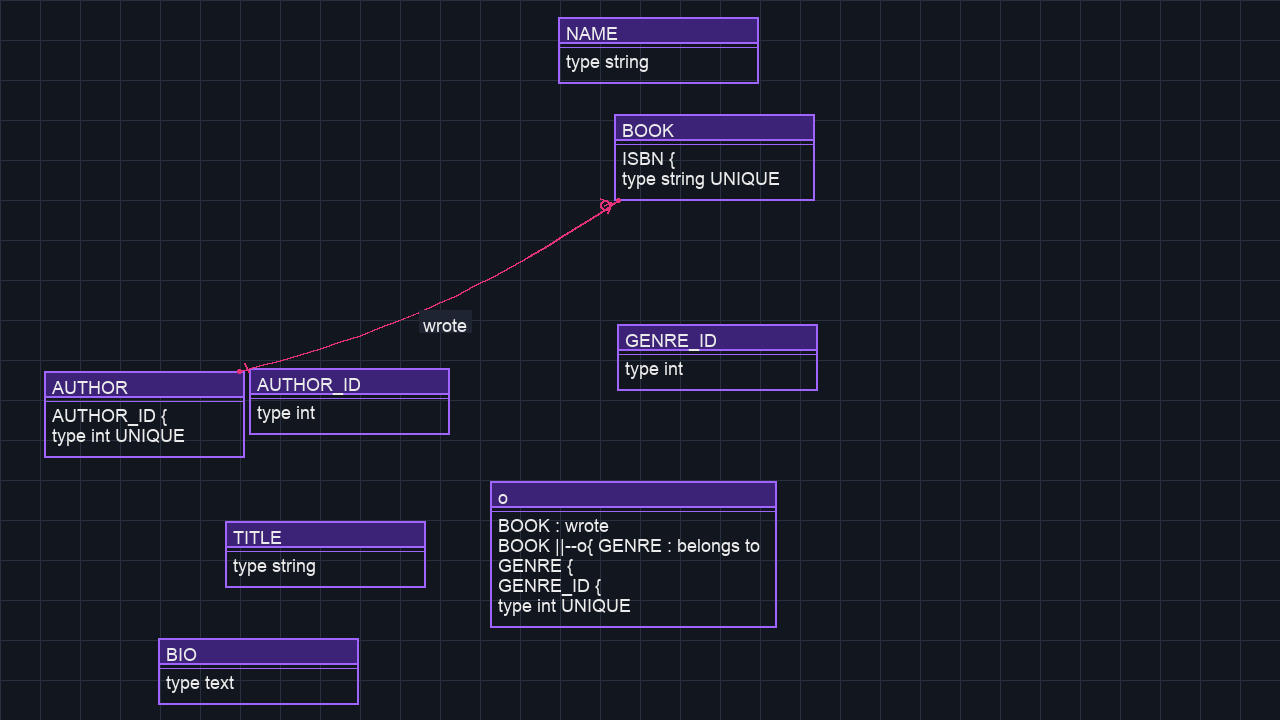 NAME
type string
BOOK
ISBN {
type string UNIQUE
wrote
GENRE_ID
type int
AUTHOR
AUTHOR_ID {
type int UNIQUE
AUTHOR_ID
type int
o
BOOK : wrote
BOOK ||--o{ GENRE : belongs to
GENRE {
GENRE_ID {
type int UNIQUE
TITLE
type string
BIO
type text